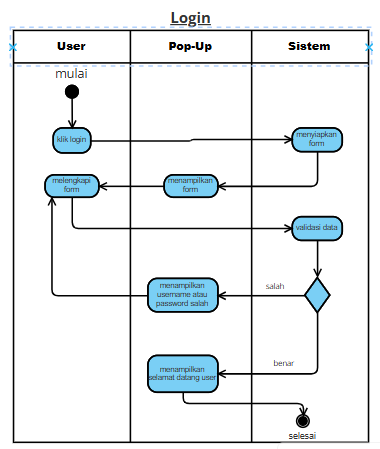 Login
User
Pop-Up
Sistem
mulai
klik login
menyiapkan
form
melengkapi
form
menampilkan
form
validasi data
menampilkan
username atau
password salah
salah
benar
menampilkan
selamat datang user
selesai